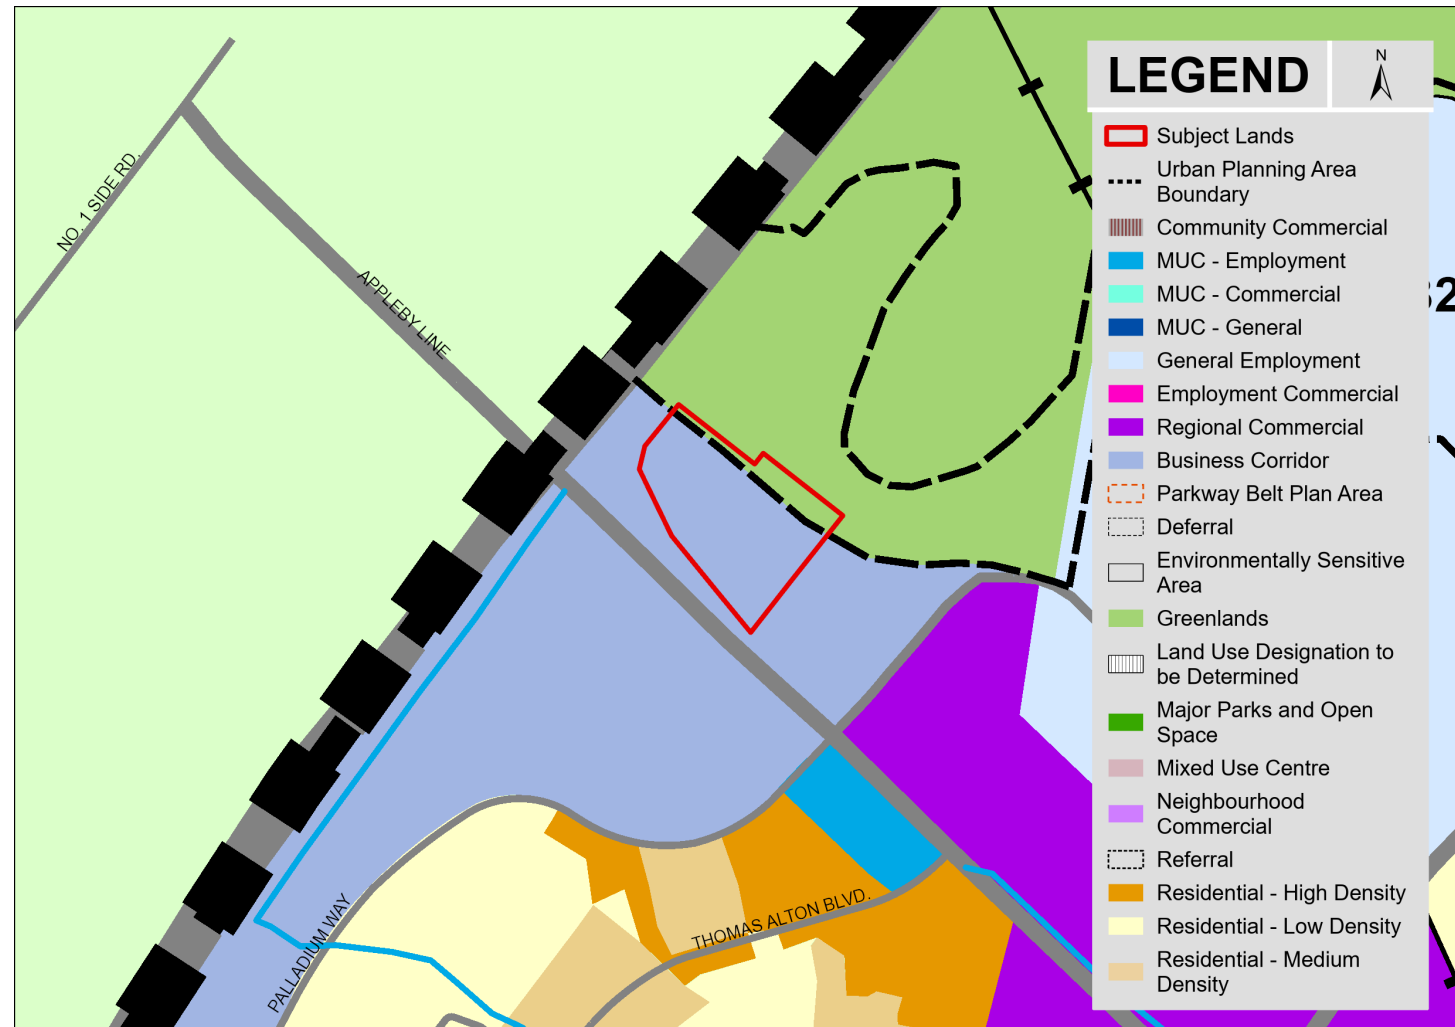 LEGEND
N
Subject Lands
Urban Planning Area
Boundary
Community Commercial
MUC - Employment
MUC - Commercial
MUC - General
General Employment
Employment Commercial
Regional Commercial
Business Corridor
Parkway Belt Plan Area
Deferral
Environmentally Sensitive
Area
Greenlands
Land Use Designation to
be Determined
Major Parks and Open
Space
Mixed Use Centre
Neighbourhood
Commercial
Referral
Residential - High Density
Residential - Low Density
Residential - Medium
Density
NO. 1 SIDE RD.
APPLEBY LINE
PALLADIUM WAY
THOMAS ALTON BLVD.